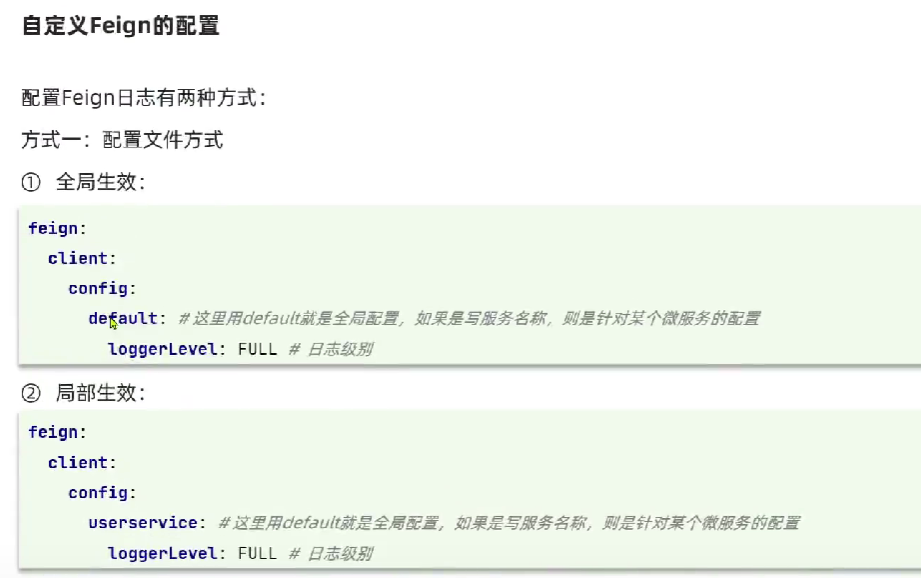 自定义Feign的配置
配置Feign日志有两种方式：
方式一：配置文件方式
① 全局生效：
feign:
client:
config:
default: #这里用default就是全局配置，如果是写服务名称，则是针对某个微服务的配置
loggerLevel: FULL # 日志级别
② 局部生效：
feign:
client:
config:
userservice: #这里用default就是全局配置，如果是写服务名称，则是针对某个微服务的配置
loggerLevel: FULL # 日志级别